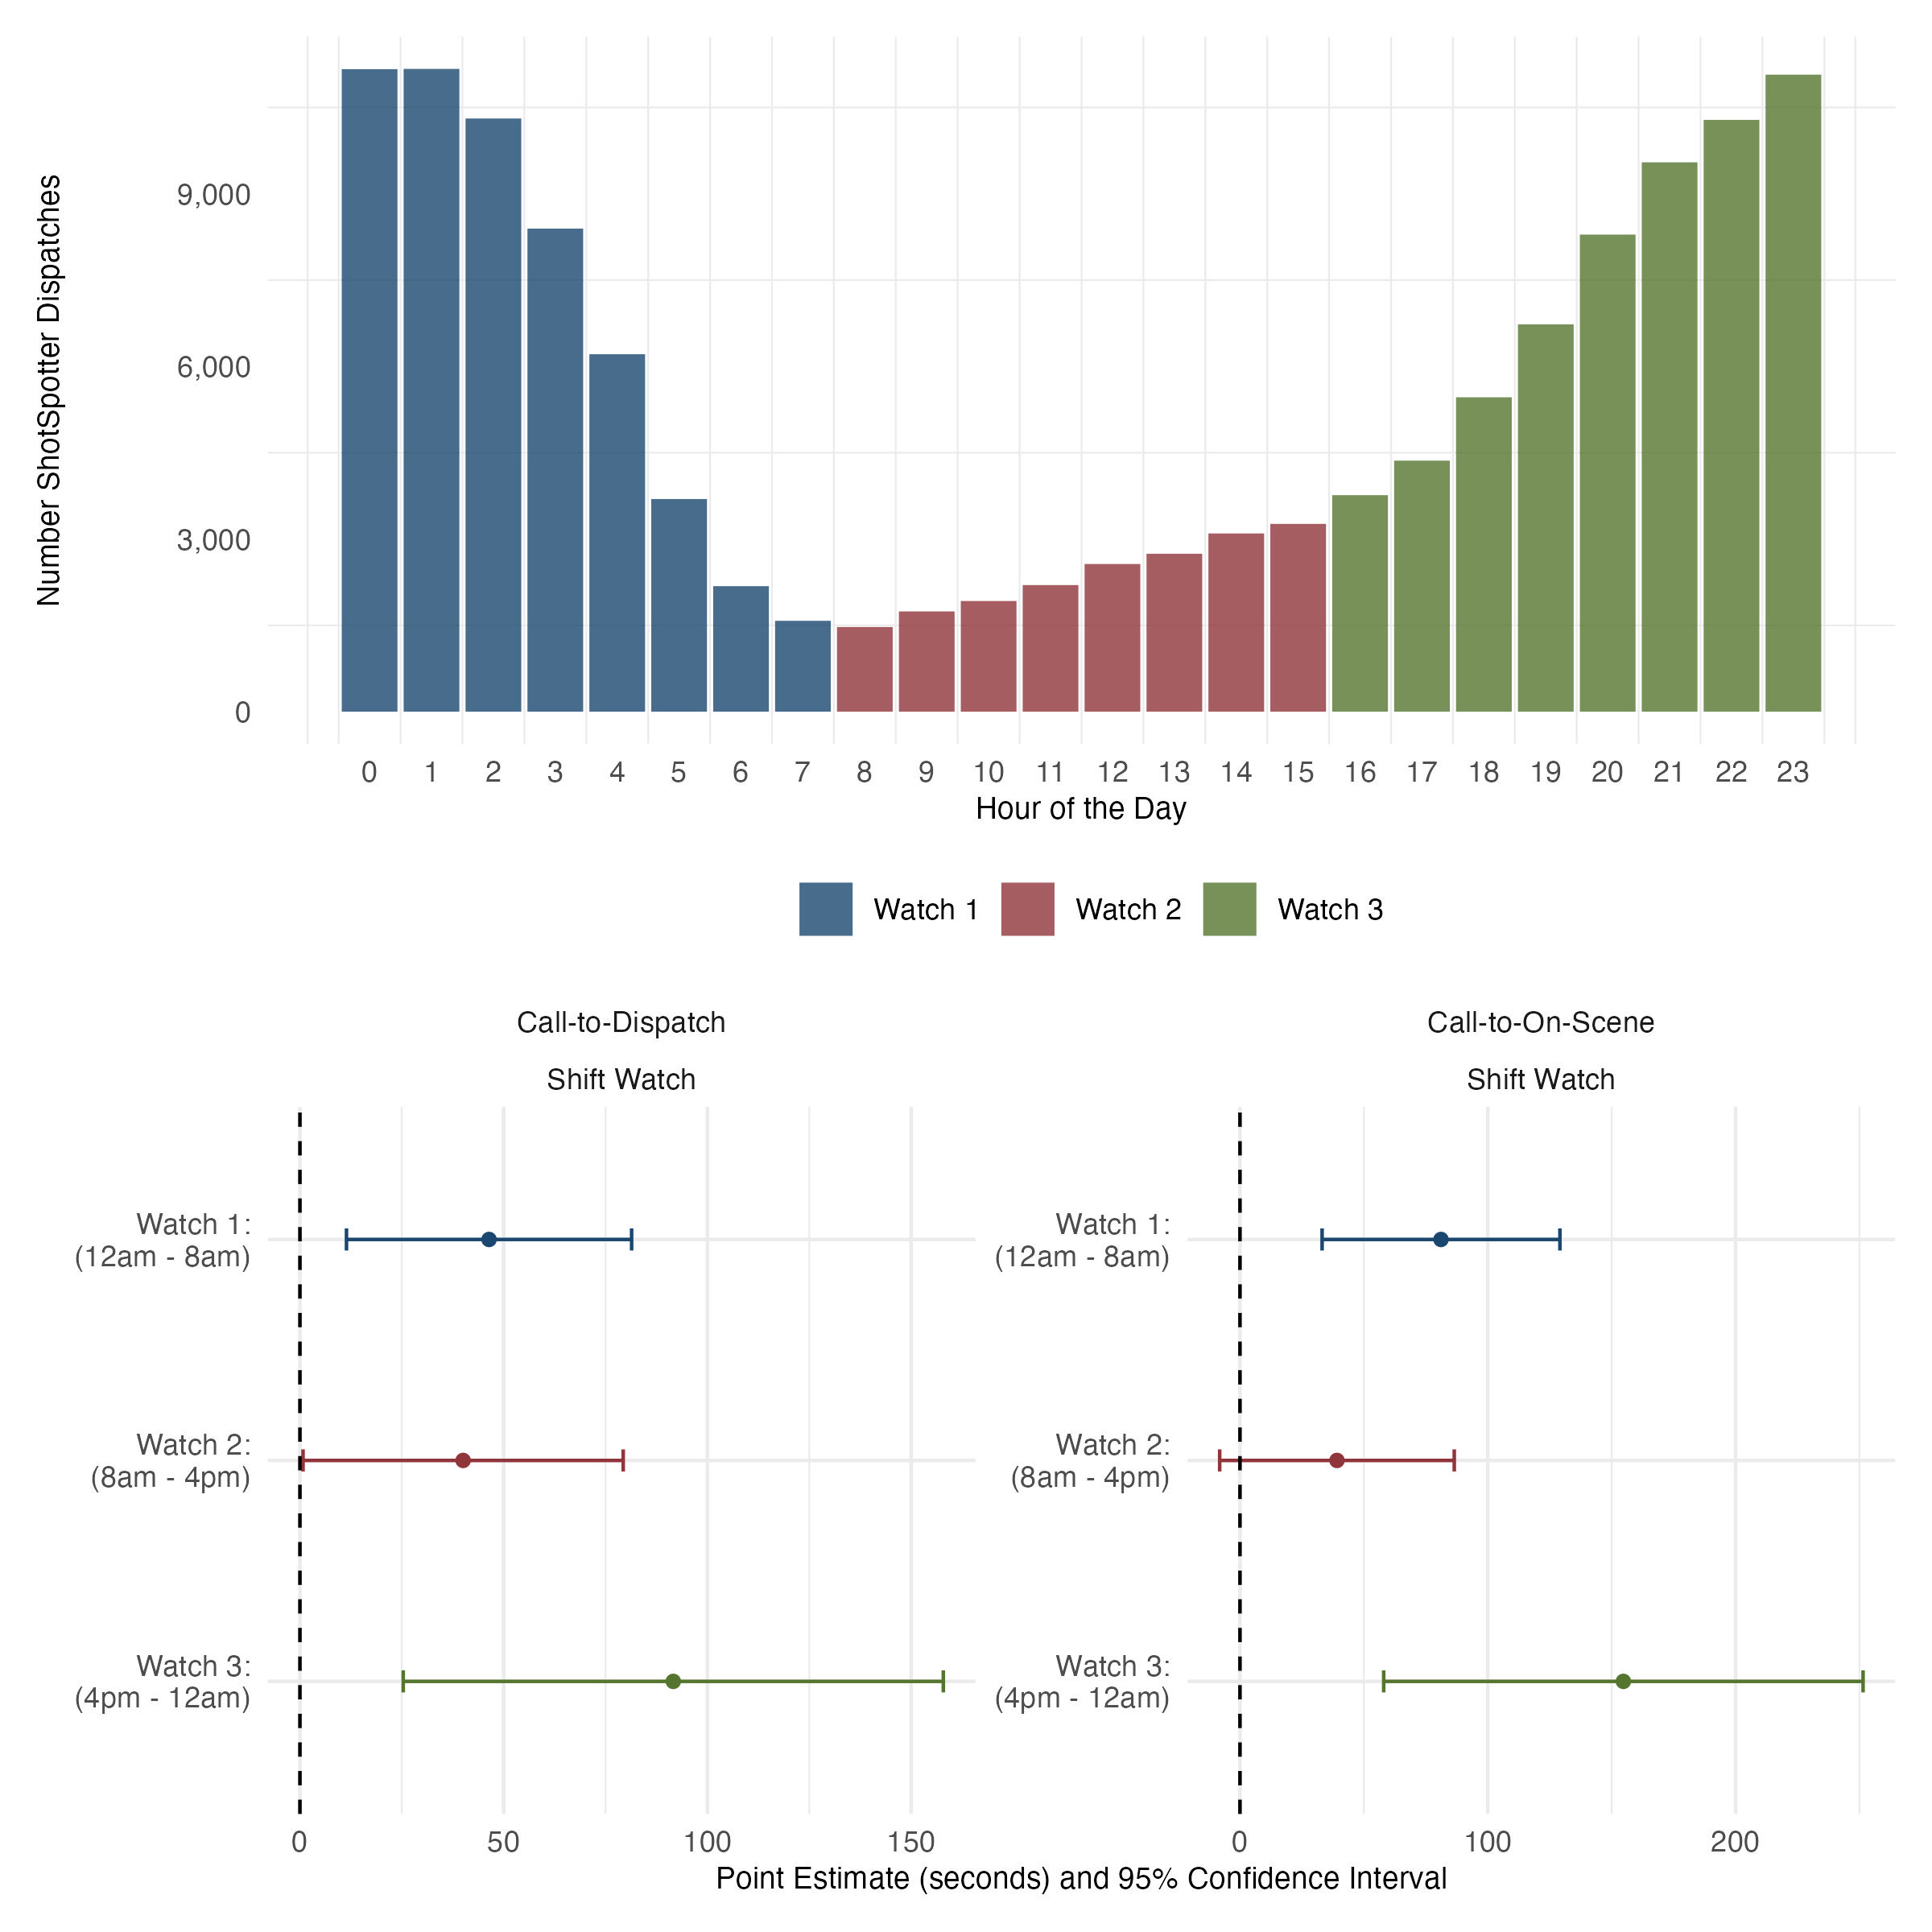 Number ShotSpotter Dispatches
9,000
6,000
3,000
0
0 1 2 3 4 5 6 7 8 9 10 11 12 13 14 15 16 17 18 19 20 21 22 23
Hour of the Day
Watch 1 Watch 2 Watch 3
Call-to-Dispatch
Shift Watch
Watch 1:
(12am - 8am)
Watch 2:
(8am - 4pm)
Watch 3:
(4pm - 12am)
0 50 100 150
Call-to-On-Scene
Shift Watch
Watch 1:
(12am - 8am)
Watch 2:
(8am - 4pm)
Watch 3:
(4pm - 12am)
0 100 200
Point Estimate (seconds) and 95% Confidence Interval